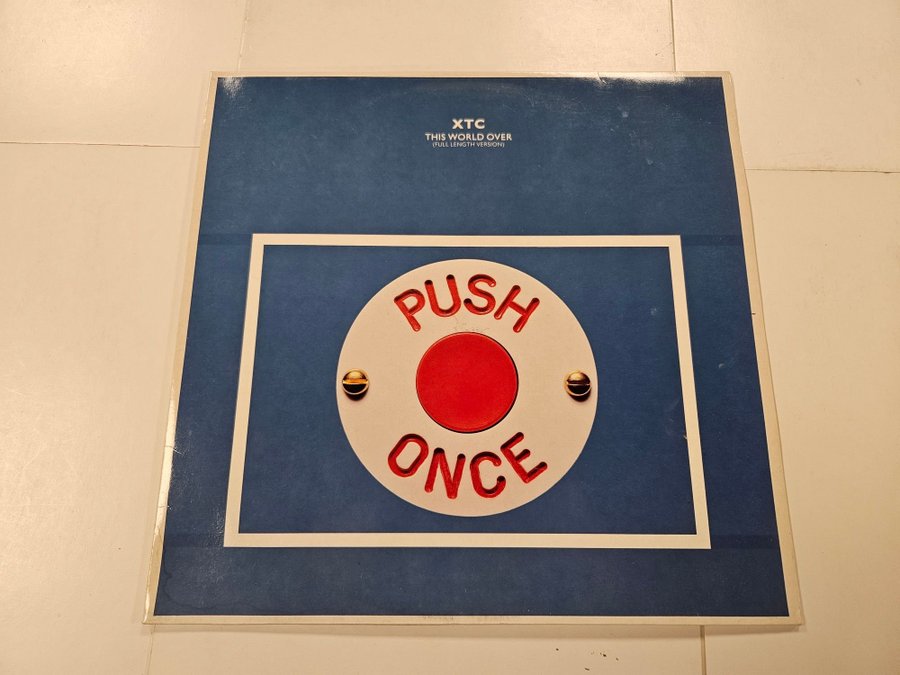 XTC
THIS WORLD OVER
(FULL LENGTH VERSION)
PUSH
ONCE